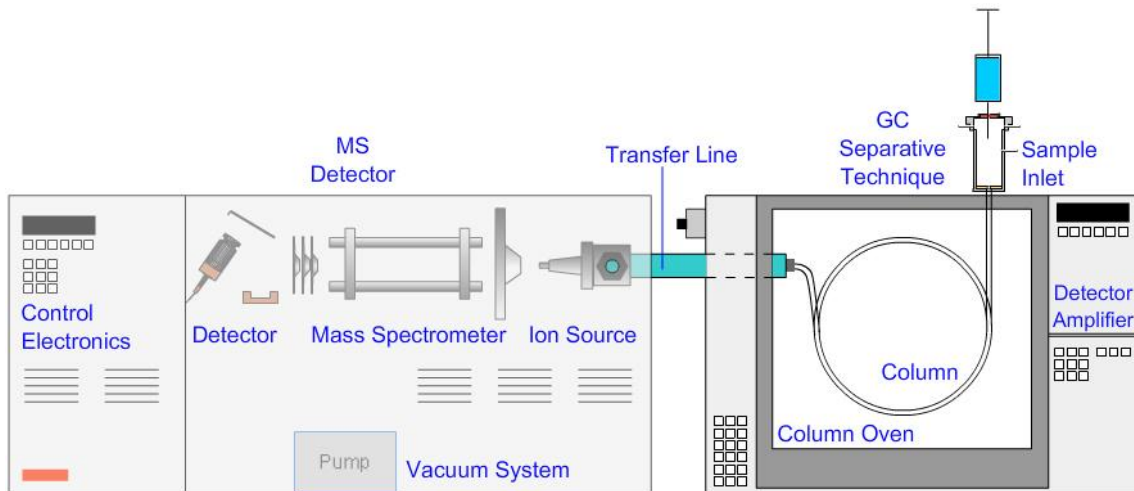 MS
Detector
Transfer Line
GC
Separative
Technique
Sample
Inlet
Control
Electronics
Detector
Mass Spectrometer
Ion Source
Detector
Amplifier
Column
Column Oven
Pump
Vacuum System